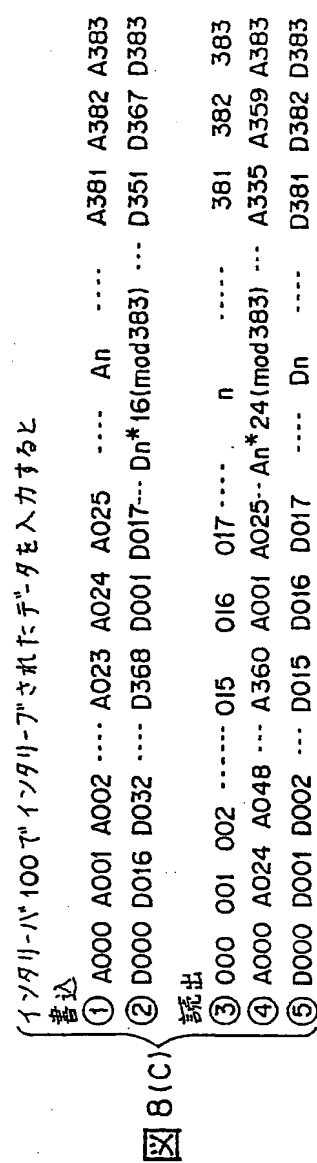 インタリーバ100でインタリーブされたデータを入力すると
書込
① A000 A001 A002 ···· A023 A024 A025 ···· An ···· A381 A382 A383
② D000 D016 D032 ···· D368 D001 D017--- Dn*16(mod383) ··· D351 D367 D383
読出
③ 000 001 002 ······ 015 016 017 ···· n ····· 381 382 383
④ A000 A024 A048 ··· A360 A001 A025·· An*24(mod383) ··· A335 A359 A383
⑤ D000 D001 D002 ··· D015 D016 D017 ···· Dn ···· D381 D382 D383
図 8(C)